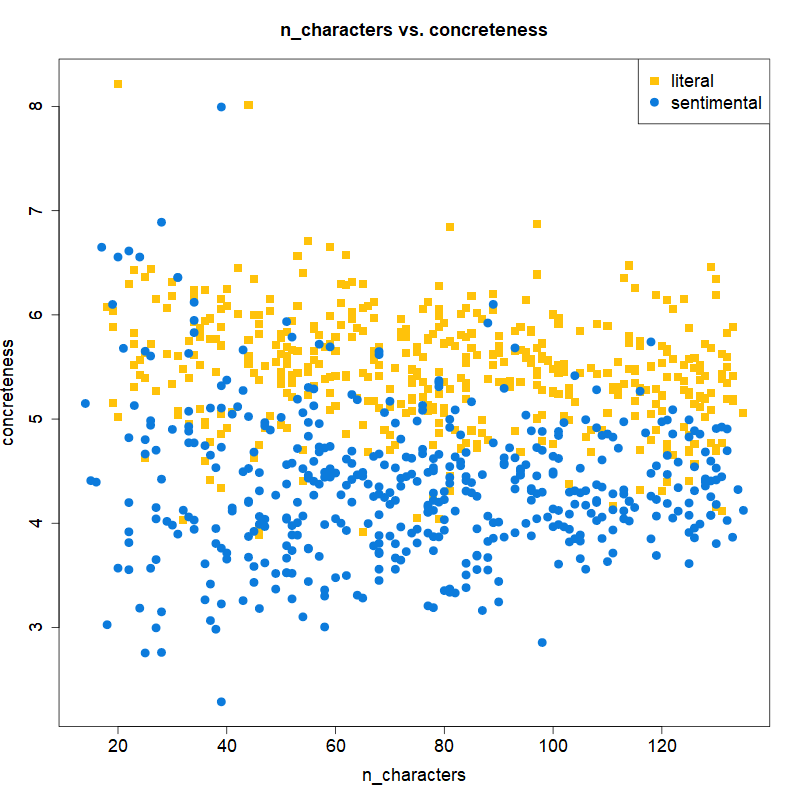 n_characters vs. concreteness
literal
sentimental
8
7
6
5
4
3
concreteness
20 40 60 80 100 120
n_characters